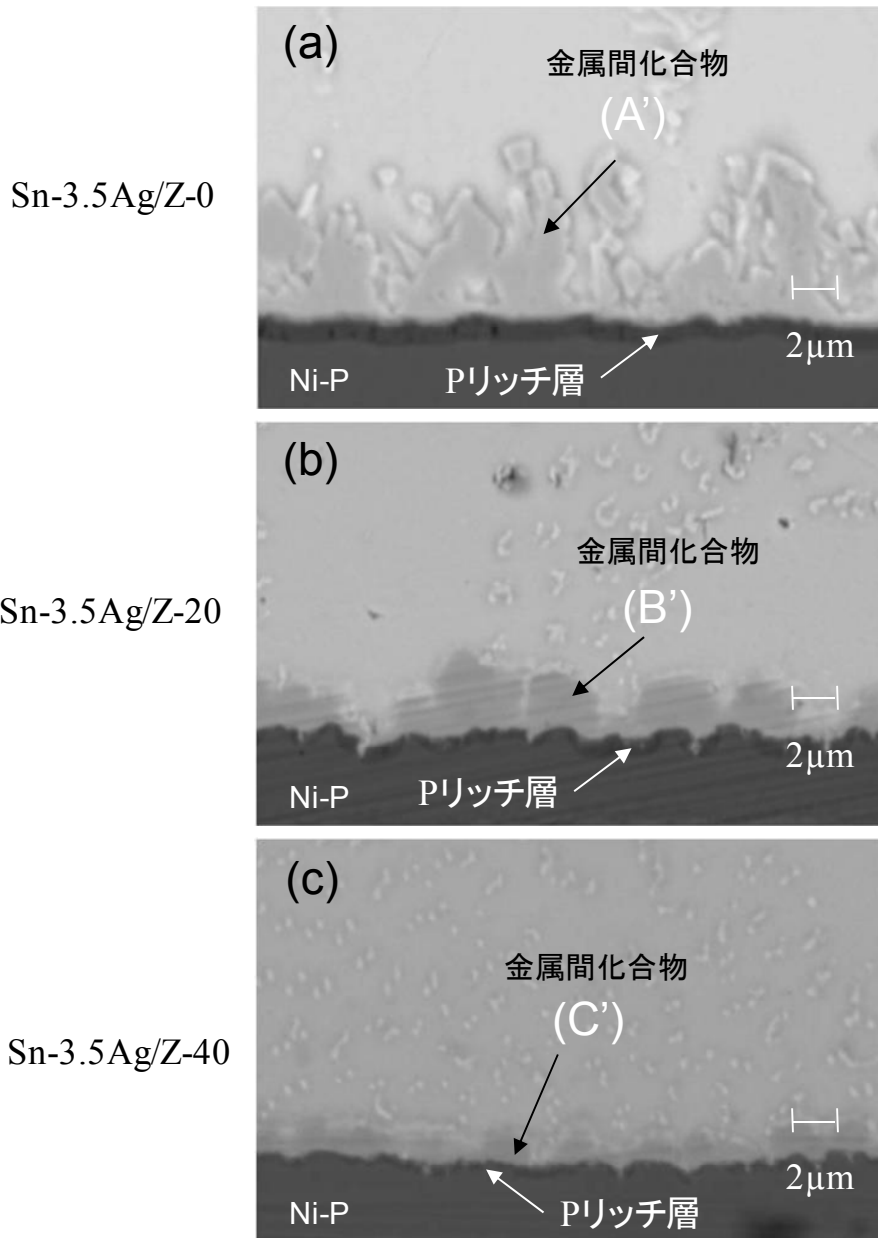 (a)
金属間化合物
(A’)
Sn-3.5Ag/Z-0
2μm
Ni-P
Pリッチ層
(b)
金属間化合物
(B’)
Sn-3.5Ag/Z-20
2μm
Ni-P
Pリッチ層
(c)
金属間化合物
(C’)
Sn-3.5Ag/Z-40
2μm
Ni-P
Pリッチ層